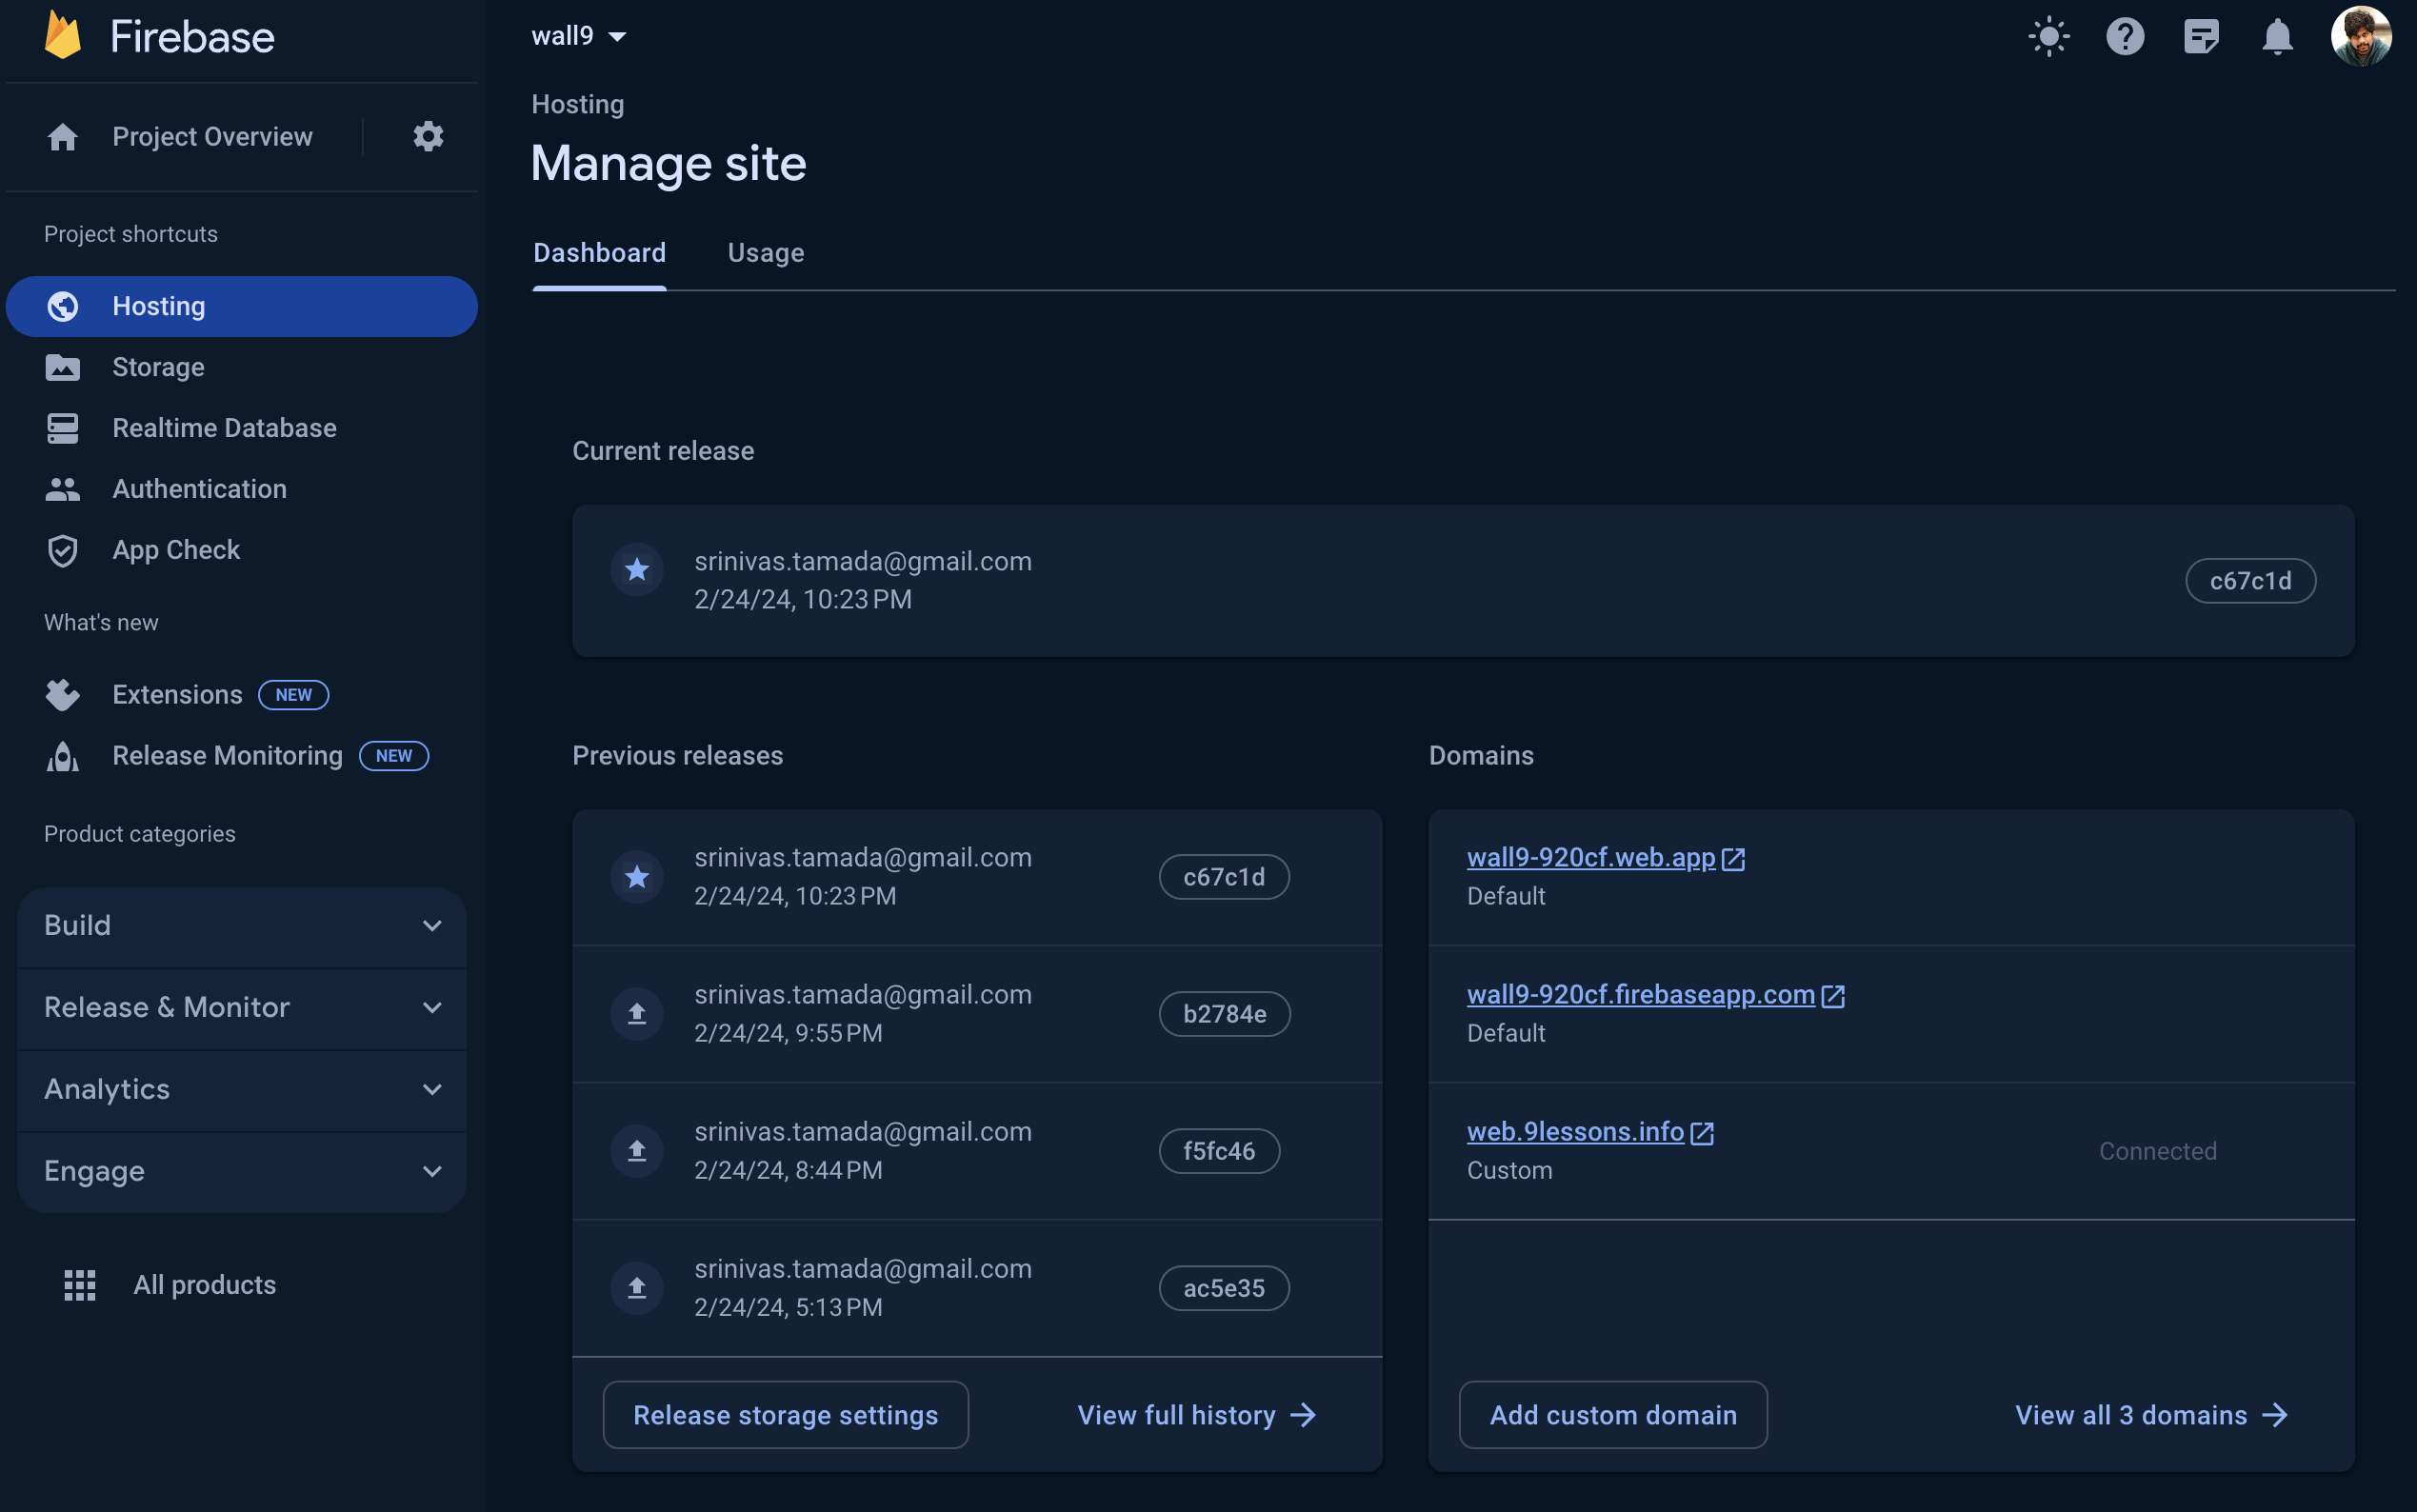 Firebase
Project Overview
Project shortcuts
Hosting
Storage
Realtime Database
Authentication
App Check
What's new
Extensions NEW
Release Monitoring NEW
Product categories
Build
Release & Monitor
Analytics
Engage
All products
wall9
Hosting
Manage site
Dashboard Usage
Current release
srinivas.tamada@gmail.com
2/24/24, 10:23 PM
c67c1d
Previous releases
srinivas.tamada@gmail.com
2/24/24, 10:23 PM
c67c1d
srinivas.tamada@gmail.com
2/24/24, 9:55 PM
b2784e
srinivas.tamada@gmail.com
2/24/24, 8:44 PM
f5fc46
srinivas.tamada@gmail.com
2/24/24, 5:13 PM
ac5e35
Release storage settings
View full history
Domains
wall9-920cf.web.app
Default
wall9-920cf.firebaseapp.com
Default
web.9lessons.info
Custom
Connected
Add custom domain
View all 3 domains